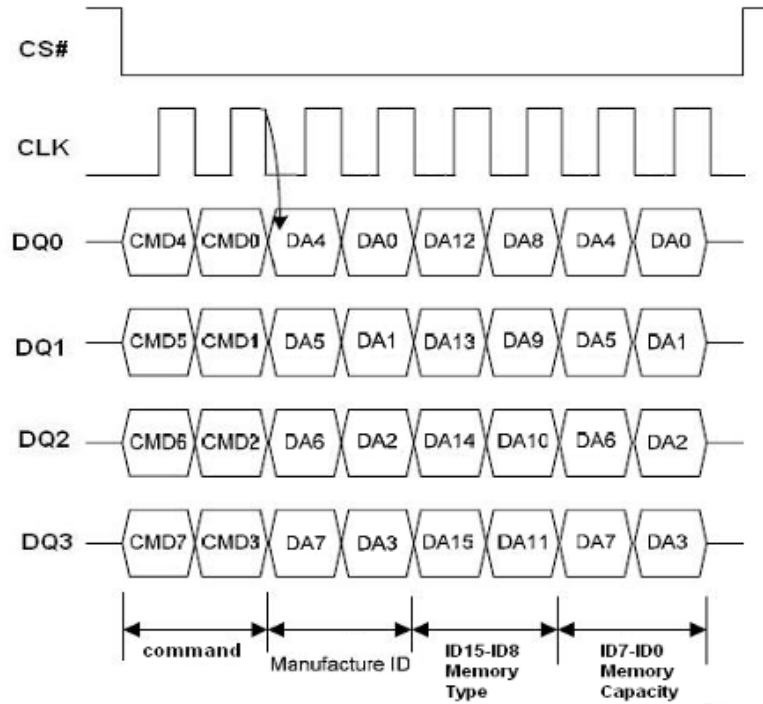 CS#
CLK
DQ0 CMD4 CMD0 DA4 DA0 DA12 DA8 DA4 DA0
DQ1 CMD5 CMD1 DA5 DA1 DA13 DA9 DA5 DA1
DQ2 CMD6 CMD2 DA6 DA2 DA14 DA10 DA6 DA2
DQ3 CMD7 CMD3 DA7 DA3 DA15 DA11 DA7 DA3
command
Manufacture ID
ID15-ID8
Memory
Type
ID7-ID0
Memory
Capacity